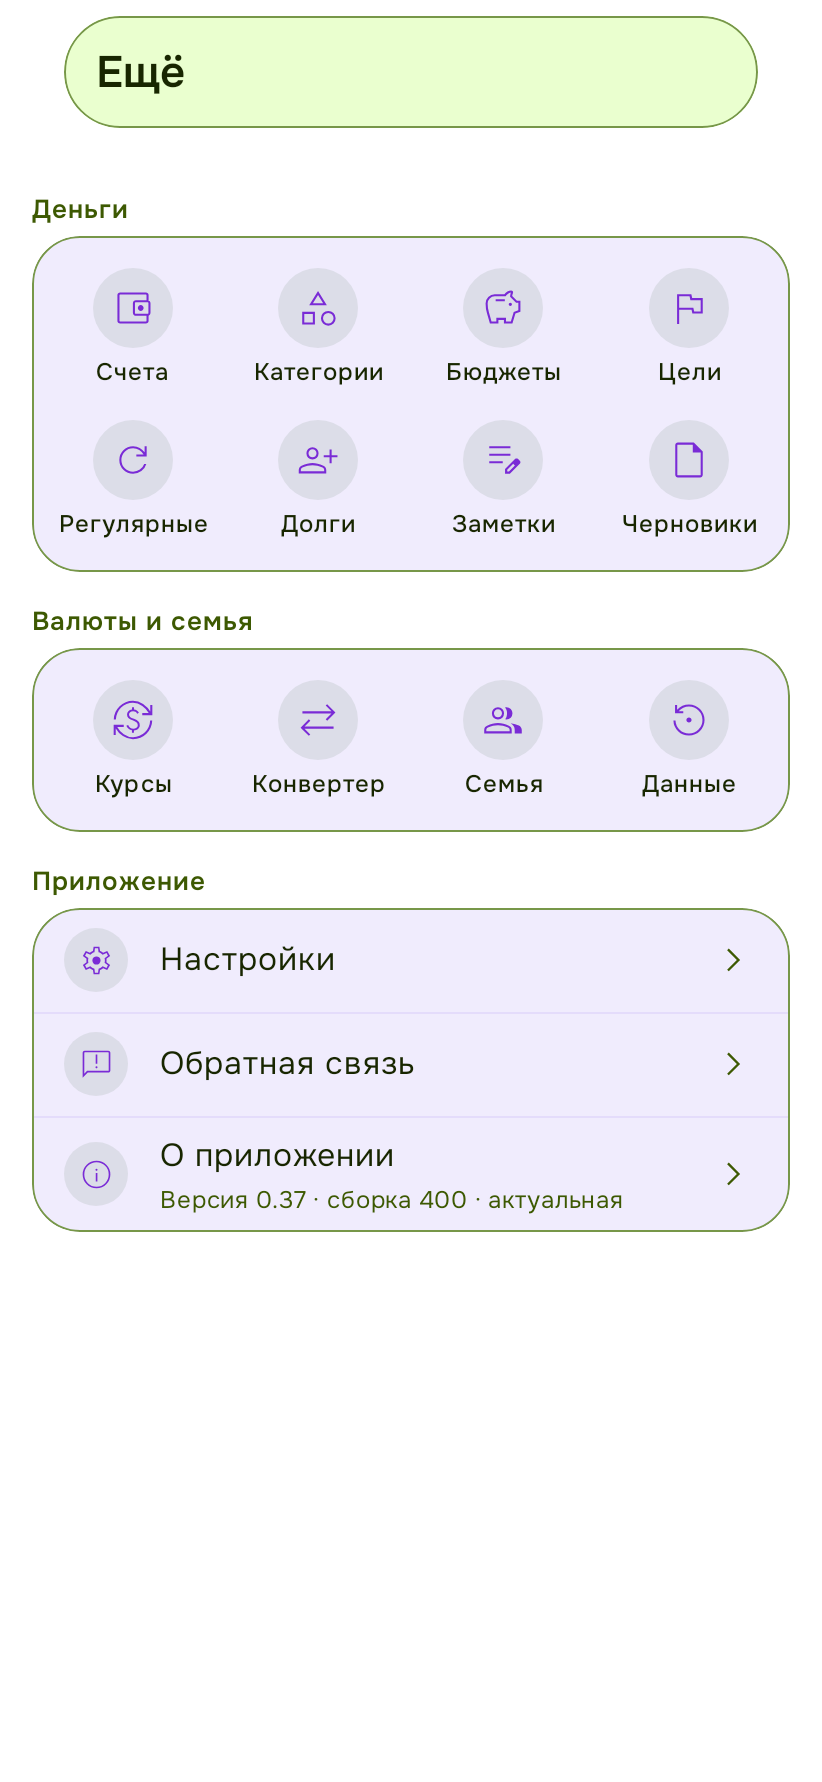 Ещё
Деньги
Счета Категории Бюджеты Цели
Регулярные Долги Заметки Черновики
Валюты и семья
Курсы Конвертер Семья Данные
Приложение
Настройки
Обратная связь
О приложении
Версия 0.37 · сборка 400 · актуальная